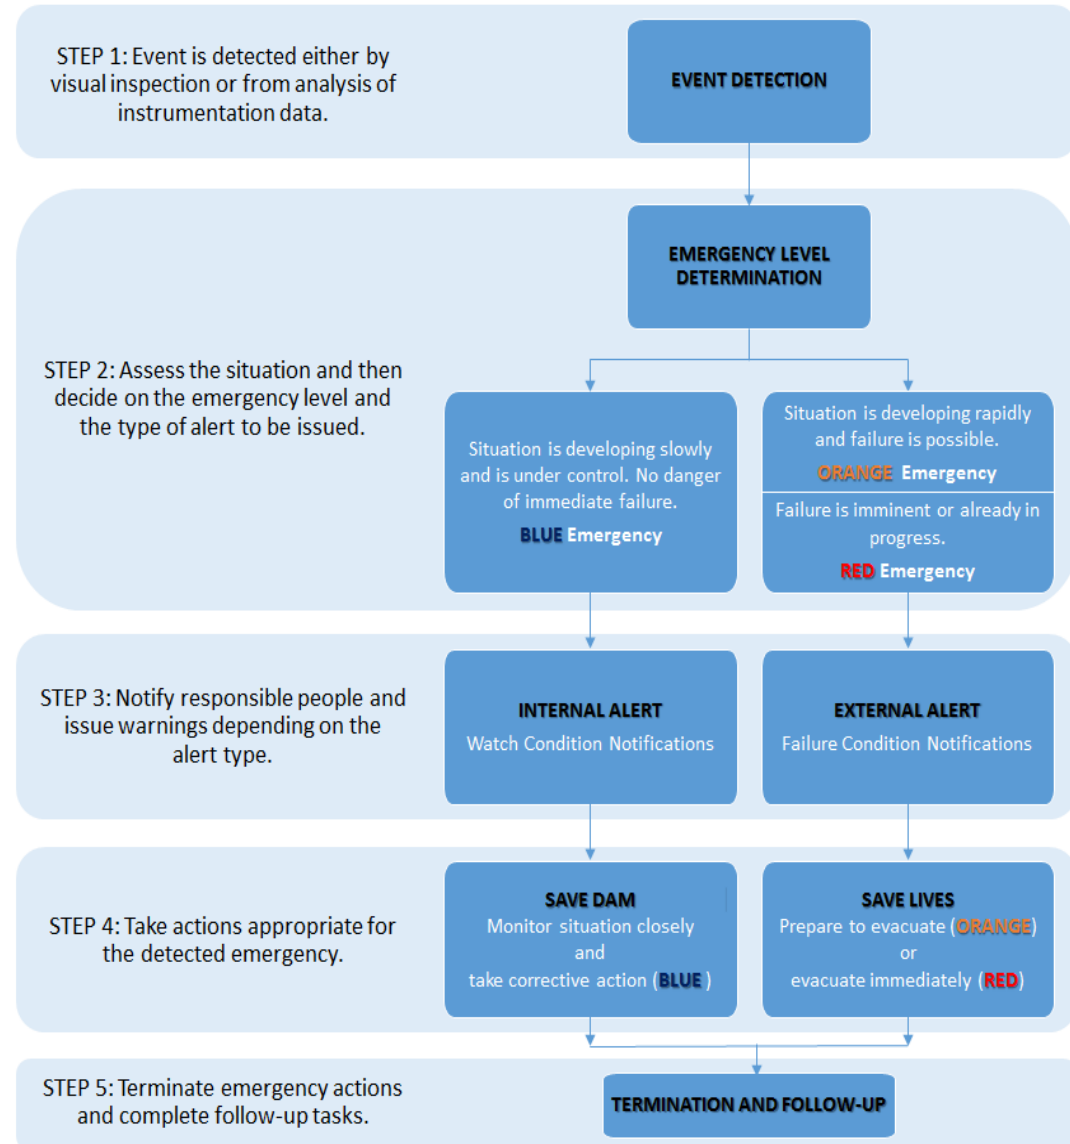 STEP 1: Event is detected either by
visual inspection or from analysis of
instrumentation data.
EVENT DETECTION
EMERGENCY LEVEL
DETERMINATION
STEP 2: Assess the situation and then
decide on the emergency level and
the type of alert to be issued.
Situation is developing slowly
and is under control. No danger
of immediate failure.
BLUE Emergency
Situation is developing rapidly
and failure is possible.
ORANGE Emergency
Failure is imminent or already in
progress.
RED Emergency
STEP 3: Notify responsible people and
issue warnings depending on the
alert type.
INTERNAL ALERT
Watch Condition Notifications
EXTERNAL ALERT
Failure Condition Notifications
STEP 4: Take actions appropriate for
the detected emergency.
SAVE DAM
Monitor situation closely
and
take corrective action (BLUE )
SAVE LIVES
Prepare to evacuate (ORANGE)
or
evacuate immediately (RED)
STEP 5: Terminate emergency actions
and complete follow-up tasks.
TERMINATION AND FOLLOW-UP